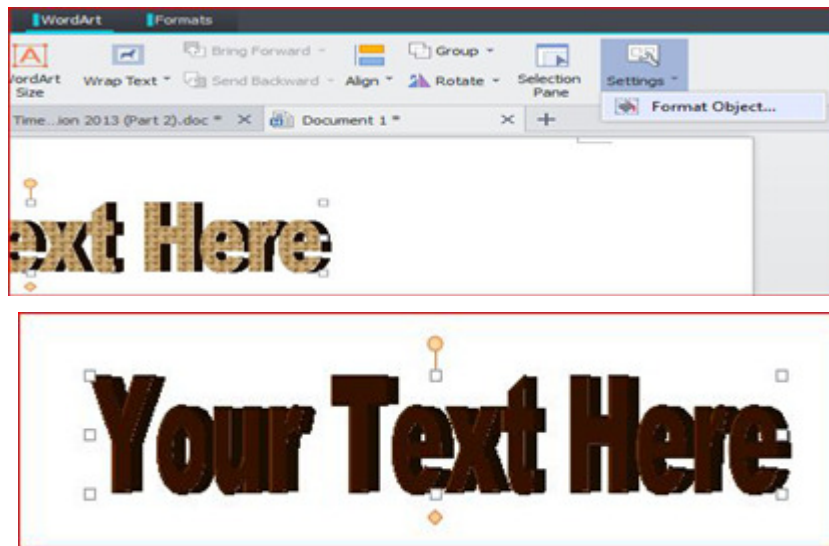 WordArt Formats
Bring Forward Group
WordArt Size Wrap Text Send Backward Align Rotate Selection Pane Settings
Format Object...
Time...ion 2013 (Part 2).doc * Document 1 *
ext Here
Your Text Here